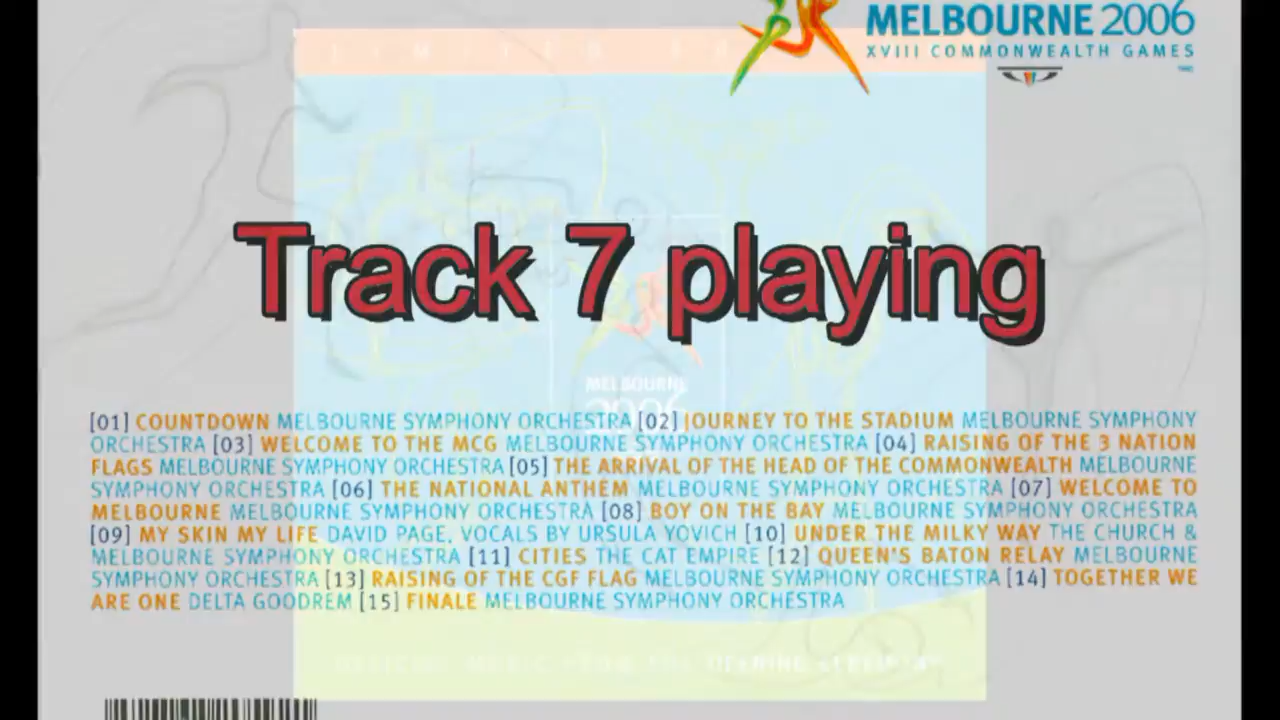 MELBOURNE 2006
XVIII COMMONWEALTH GAMES
Track 7 playing
MELBOURNE
2006
[01] COUNTDOWN MELBOURNE SYMPHONY ORCHESTRA [02] JOURNEY TO THE STADIUM MELBOURNE SYMPHONY
ORCHESTRA [03] WELCOME TO THE MCG MELBOURNE SYMPHONY ORCHESTRA [04] RAISING OF THE 3 NATION
FLAGS MELBOURNE SYMPHONY ORCHESTRA [05] THE ARRIVAL OF THE HEAD OF THE COMMONWEALTH MELBOURNE
SYMPHONY ORCHESTRA [06] THE NATIONAL ANTHEM MELBOURNE SYMPHONY ORCHESTRA [07] WELCOME TO
MELBOURNE MELBOURNE SYMPHONY ORCHESTRA [08] BOY ON THE BAY MELBOURNE SYMPHONY ORCHESTRA
[09] MY SKIN MY LIFE DAVID PAGE, VOCALS BY URSULA YOVICH [10] UNDER THE MILKY WAY THE CHURCH &
MELBOURNE SYMPHONY ORCHESTRA [11] CITIES THE CAT EMPIRE [12] QUEEN'S BATON RELAY MELBOURNE
SYMPHONY ORCHESTRA [13] RAISING OF THE CGF FLAG MELBOURNE SYMPHONY ORCHESTRA [14] TOGETHER WE
ARE ONE DELTA GOODREM [15] FINALE MELBOURNE SYMPHONY ORCHESTRA
OPENING CEREMONY